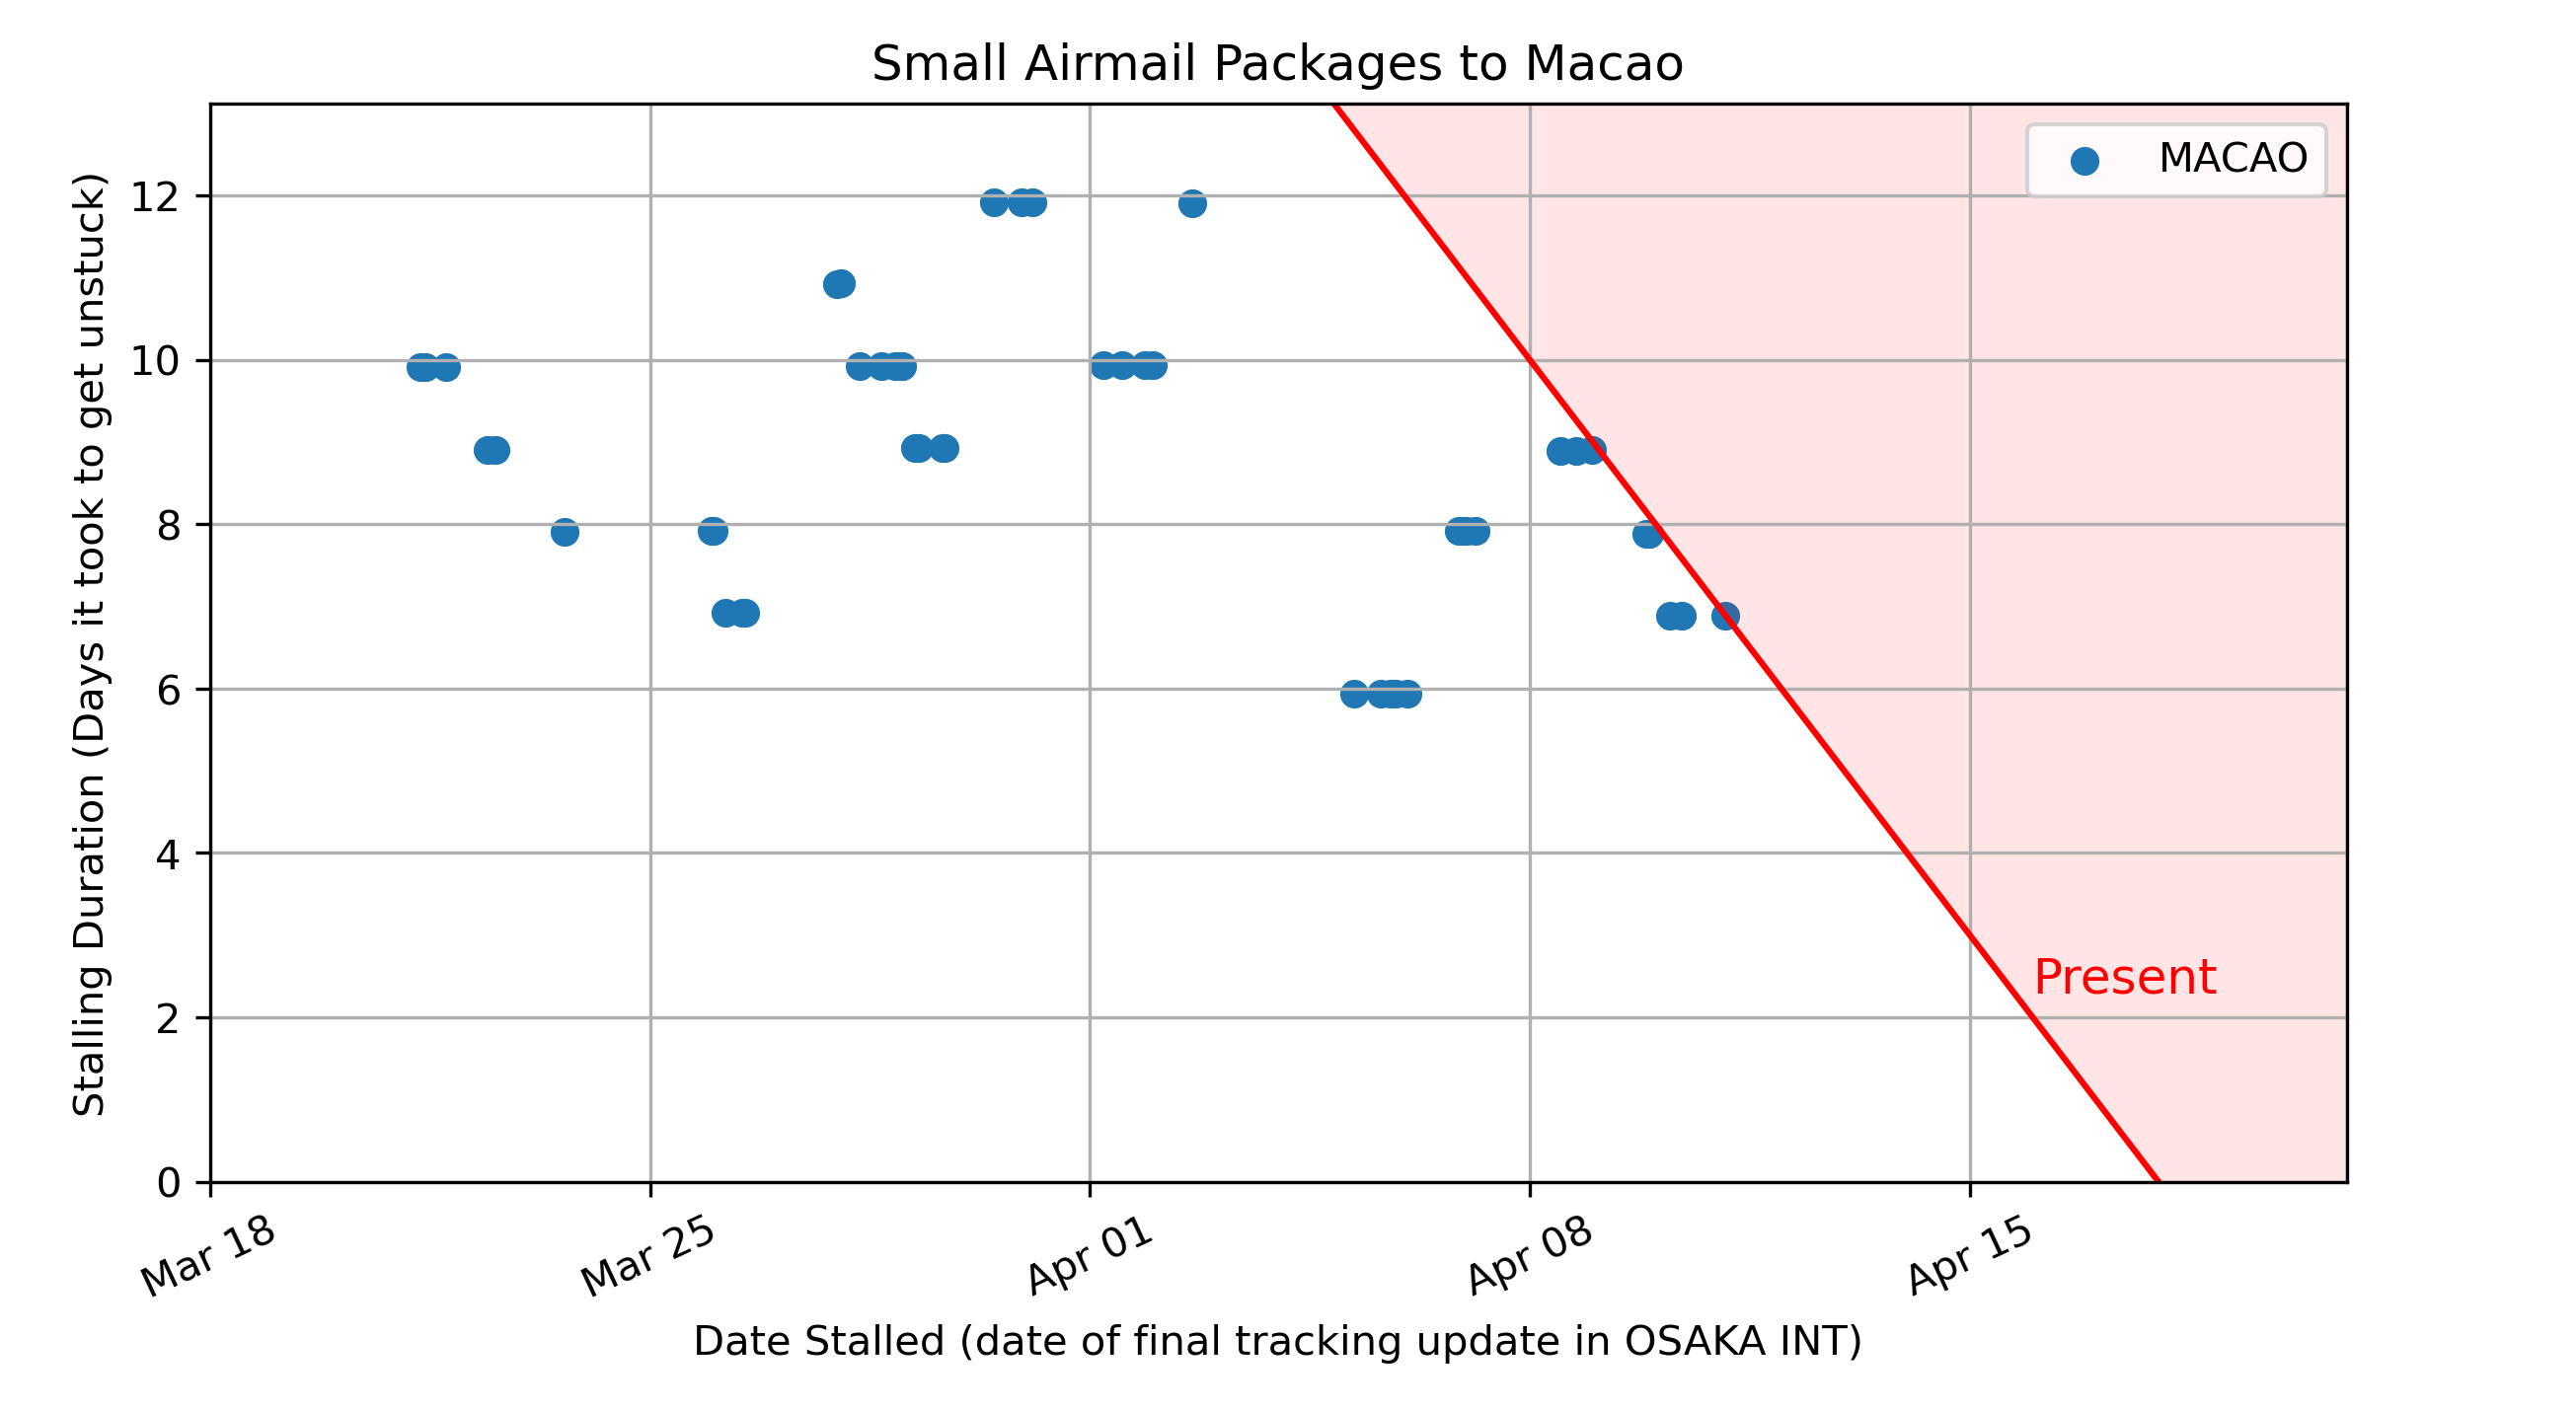 Small Airmail Packages to Macao
MACAO
Stalling Duration (Days it took to get unstuck)
12
10
8
6
4
2
0
Present
Mar 18
Mar 25
Apr 01
Apr 08
Apr 15
Date Stalled (date of final tracking update in OSAKA INT)